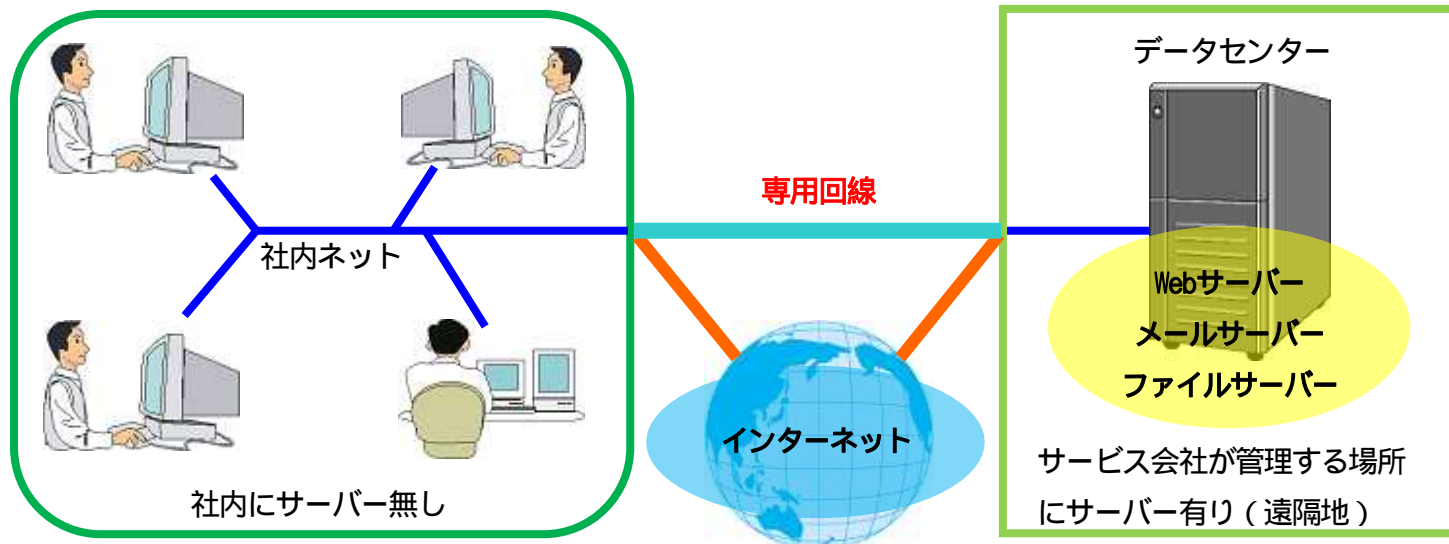 データセンター
専用回線
社内ネット
Webサーバー
メールサーバー
ファイルサーバー
インターネット
サービス会社が管理する場所
にサーバー有り(遠隔地)
社内にサーバー無し